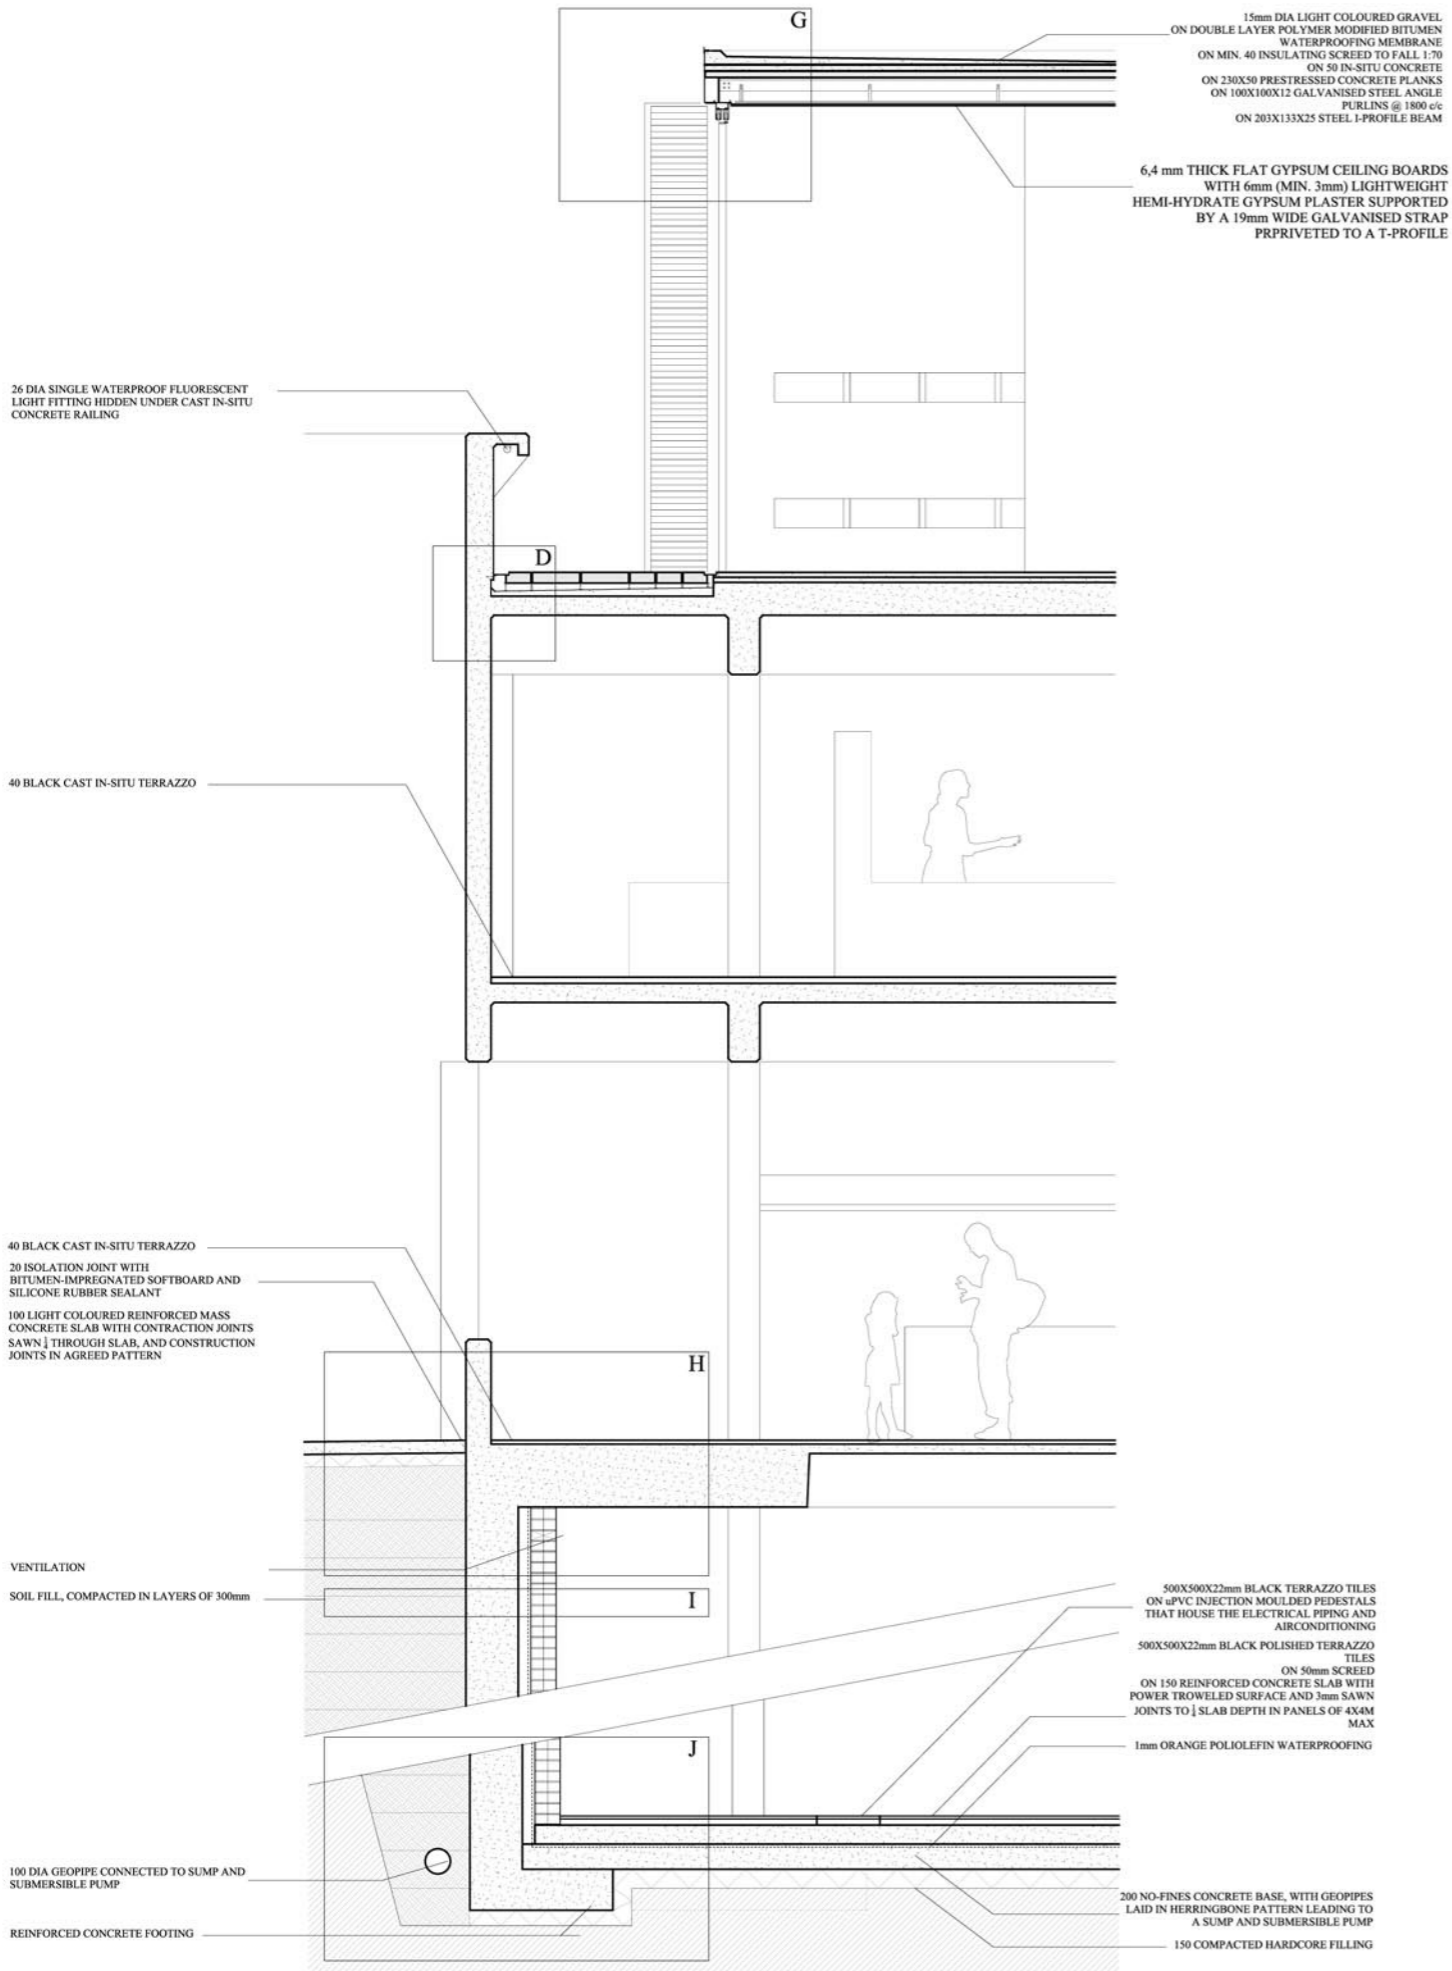 G
15mm DIA LIGHT COLOURED GRAVEL
ON DOUBLE LAYER POLYMER MODIFIED BITUMEN
WATERPROOFING MEMBRANE
ON MIN. 40 INSULATING SCREED TO FALL 1:70
ON 50 IN-SITU CONCRETE
ON 230X50 PRESTRESSED CONCRETE PLANKS
ON 100X100X12 GALVANISED STEEL ANGLE
PURLINS @ 1800 c/c
ON 203X133X25 STEEL I-PROFILE BEAM
6,4 mm THICK FLAT GYPSUM CEILING BOARDS
WITH 6mm (MIN. 3mm) LIGHTWEIGHT
HEMI-HYDRATE GYPSUM PLASTER SUPPORTED
BY A 19mm WIDE GALVANISED STRAP
PRPRIVETED TO A T-PROFILE
26 DIA SINGLE WATERPROOF FLUORESCENT
LIGHT FITTING HIDDEN UNDER CAST IN-SITU
CONCRETE RAILING
D
40 BLACK CAST IN-SITU TERRAZZO
40 BLACK CAST IN-SITU TERRAZZO
20 ISOLATION JOINT WITH
BITUMEN-IMPREGNATED SOFTBOARD AND
SILICONE RUBBER SEALANT
100 LIGHT COLOURED REINFORCED MASS
CONCRETE SLAB WITH CONTRACTION JOINTS
SAWN THROUGH SLAB, AND CONSTRUCTION
JOINTS IN AGREED PATTERN
H
VENTILATION
SOIL FILL, COMPACTED IN LAYERS OF 300mm
I
500X500X22mm BLACK TERRAZZO TILES
ON uPVC INJECTION MOULDED PEDESTALS
THAT HOUSE THE ELECTRICAL PIPING AND
AIRCONDITIONING
500X500X22mm BLACK POLISHED TERRAZZO
TILES
ON 50mm SCREED
ON 150 REINFORCED CONCRETE SLAB WITH
POWER TROWELED SURFACE AND 3mm SAWN
JOINTS TO SLAB DEPTH IN PANELS OF 4X4M
MAX
1mm ORANGE POLIOLEFIN WATERPROOFING
J
100 DIA GEOPIPE CONNECTED TO SUMP AND
SUBMERSIBLE PUMP
REINFORCED CONCRETE FOOTING
200 NO-FINES CONCRETE BASE, WITH GEOPIPES
LAID IN HERRINGBONE PATTERN LEADING TO
A SUMP AND SUBMERSIBLE PUMP
150 COMPACTED HARDCORE FILLING